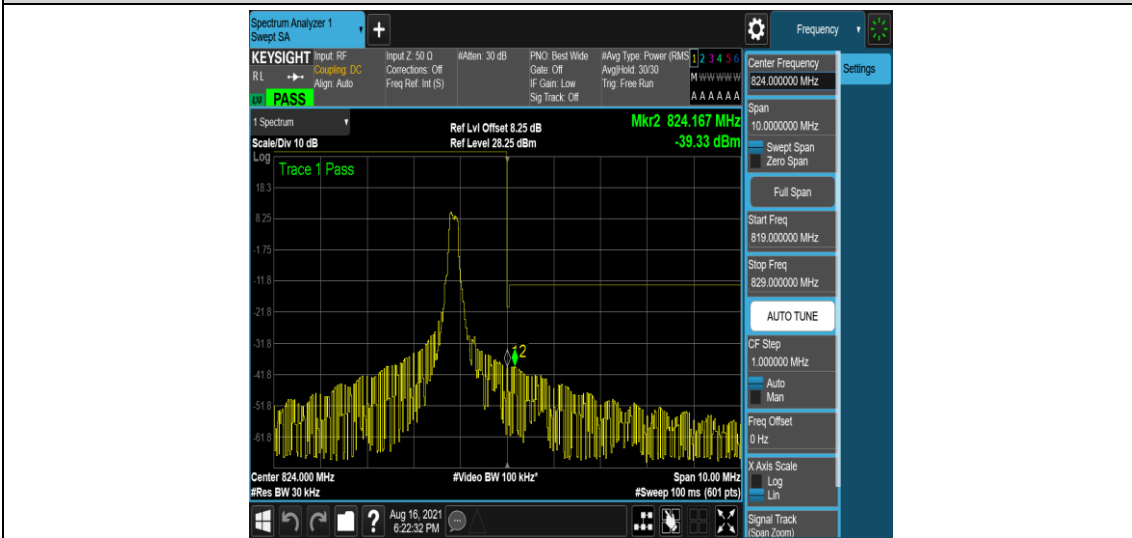 Spectrum Analyzer 1
Swept SA
+
Frequency
KEYSIGHT
RL
LXI PASS
Input: RF
Coupling: DC
Align: Auto
Input Z: 50 Ω
Corrections: Off
Freq Ref: Int (S)
#Atten: 30 dB
PNO: Best Wide
Gate: Off
IF Gain: Low
Sig Track: Off
#Avg Type: Power (RMS
Avg|Hold: 30/30
Trig: Free Run
1 2 3 4 5 6
M W W W W W
A A A A A A
1 Spectrum
Scale/Div 10 dB
Ref Lvl Offset 8.25 dB
Ref Level 28.25 dBm
Mkr2 824.167 MHz
-39.33 dBm
Log
Trace 1 Pass
18.3
8.25
-1.75
-11.8
-21.8
-31.8
-41.8
-51.8
-61.8
1 2
Center 824.000 MHz
#Res BW 30 kHz
#Video BW 100 kHz*
Span 10.00 MHz
#Sweep 100 ms (601 pts)
?
Aug 16, 2021
6:22:32 PM
Center Frequency
824.000000 MHz
Settings
Span
10.0000000 MHz
Swept Span
Zero Span
Full Span
Start Freq
819.000000 MHz
Stop Freq
829.000000 MHz
AUTO TUNE
CF Step
1.000000 MHz
Auto
Man
Freq Offset
0 Hz
X Axis Scale
Log
Lin
Signal Track
(Span Zoom)